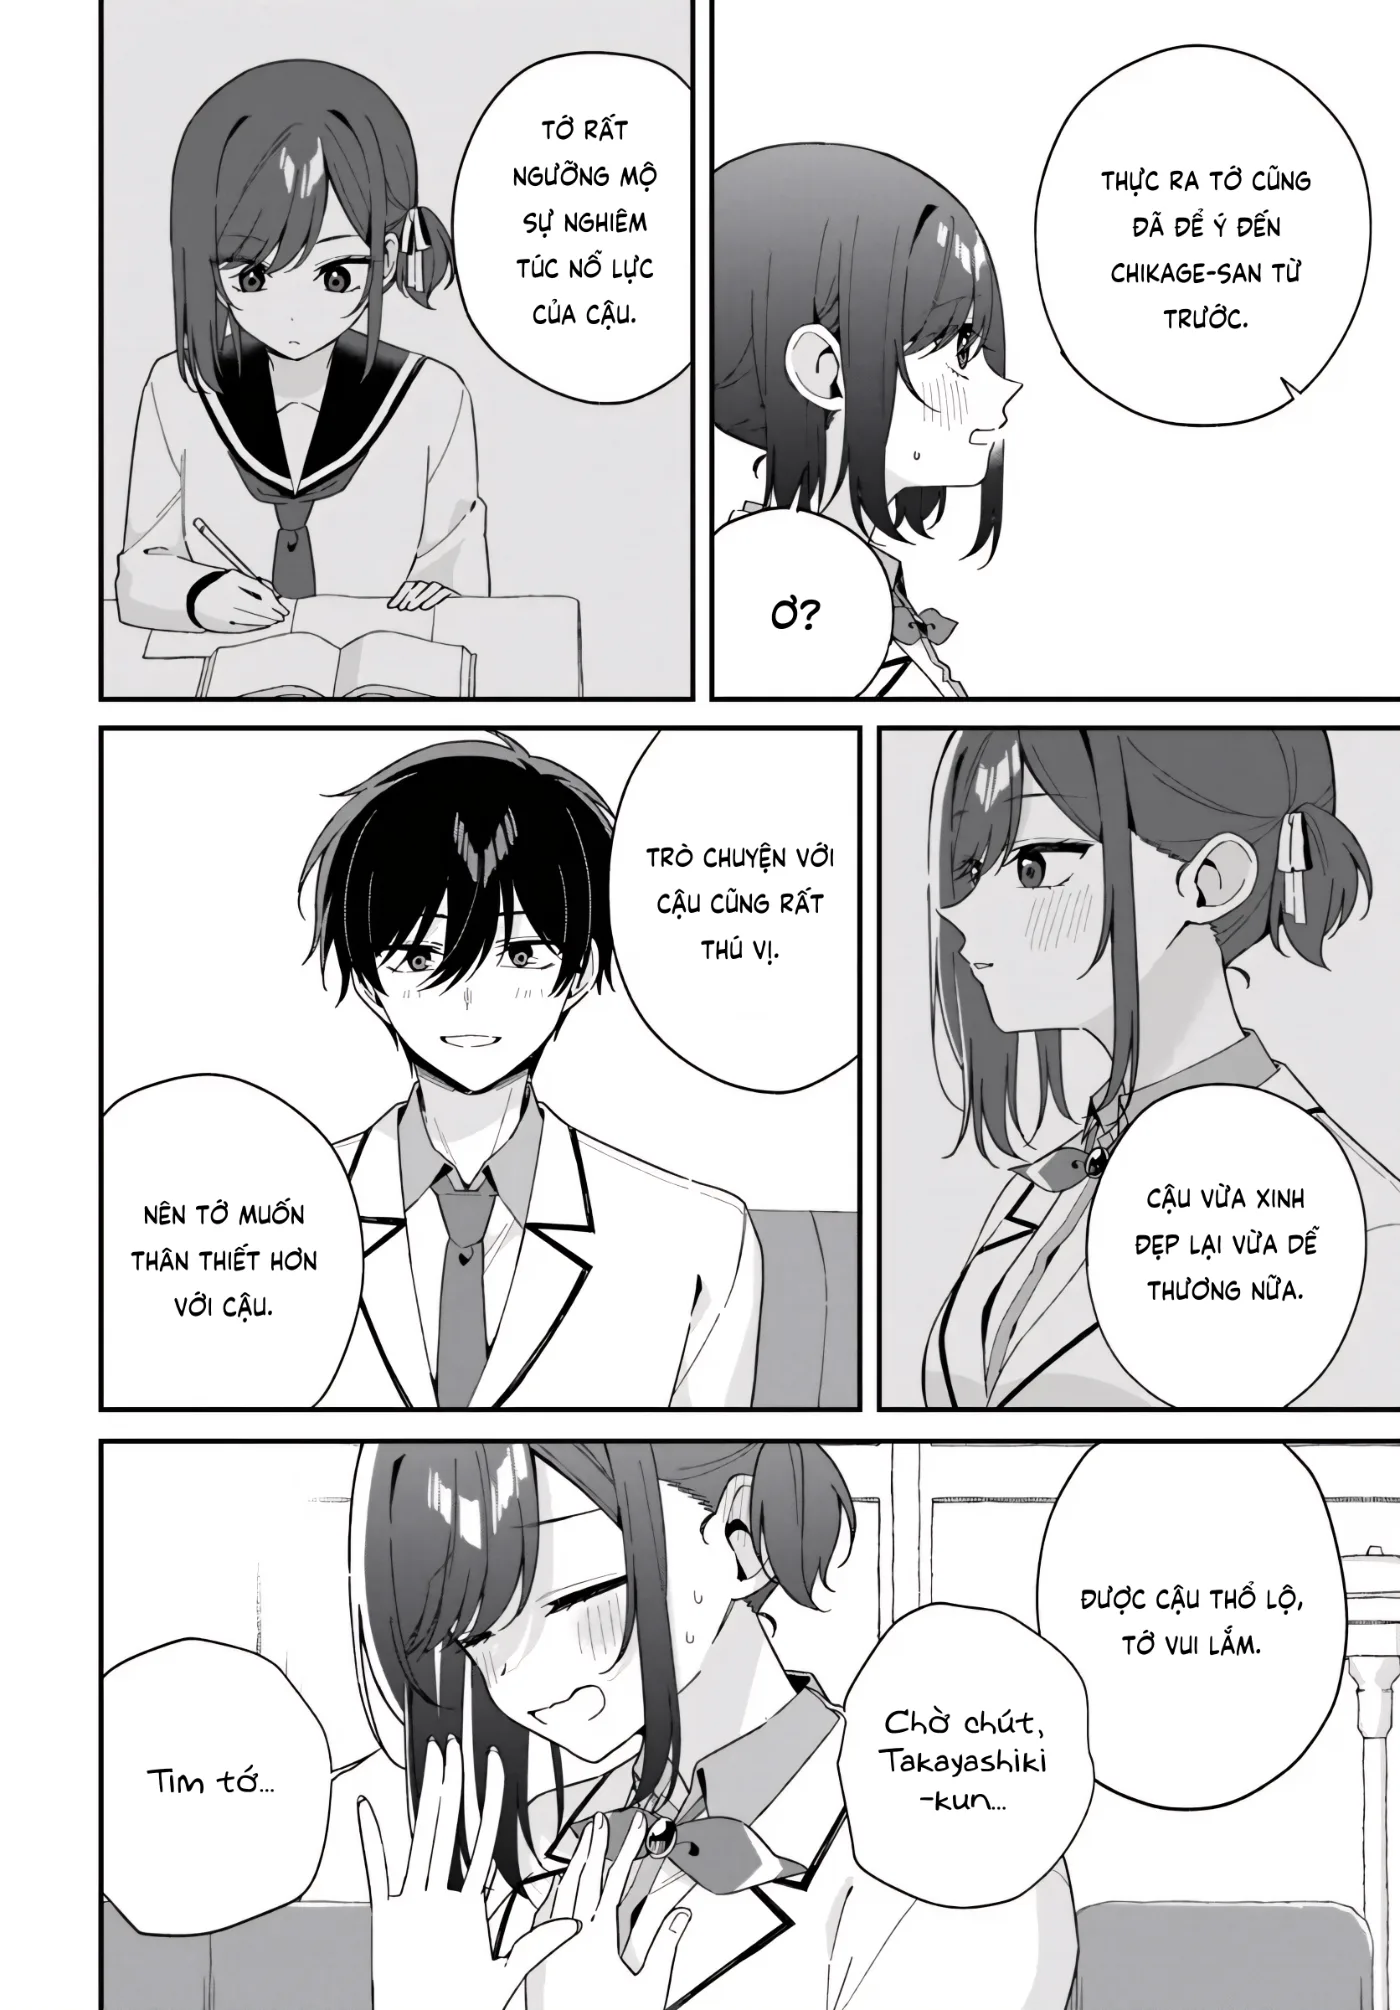 THỰC RA TỚ CŨNG
ĐÃ ĐỂ Ý ĐẾN
CHIKAGE-SAN TỪ
TRƯỚC.
Ơ?
TỚ RẤT
NGƯỠNG MỘ
SỰ NGHIÊM
TÚC NỖ LỰC
CỦA CẬU.
CẬU VỪA XINH
ĐẸP LẠI VỪA DỄ
THƯƠNG NỮA.
TRÒ CHUYỆN VỚI
CẬU CŨNG RẤT
THÚ VỊ.
NÊN TỚ MUỐN
THÂN THIẾT HƠN
VỚI CẬU.
ĐƯỢC CẬU THỔ LỘ,
TỚ VUI LẮM.
Chờ chút,
Takayashiki
-kun...
Tim tớ...